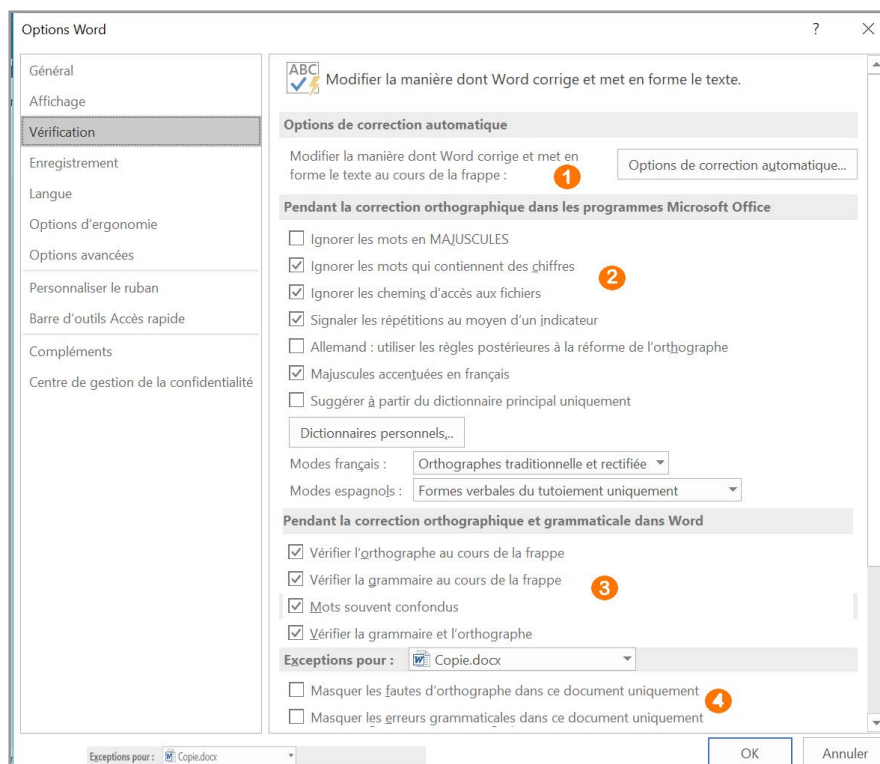 Options Word
?
Général
Affichage
Vérification
Enregistrement
Langue
Options d'ergonomie
Options avancées
Personnaliser le ruban
Barre d'outils Accès rapide
Compléments
Centre de gestion de la confidentialité
ABC
Modifier la manière dont Word corrige et met en forme le texte.
Options de correction automatique
Modifier la manière dont Word corrige et met en
forme le texte au cours de la frappe :
1
Options de correction automatique...
Pendant la correction orthographique dans les programmes Microsoft Office
Ignorer les mots en MAJUSCULES
Ignorer les mots qui contiennent des chiffres
2
Ignorer les chemins d'accès aux fichiers
Signaler les répétitions au moyen d'un indicateur
Allemand : utiliser les règles postérieures à la réforme de l'orthographe
Majuscules accentuées en français
Suggérer à partir du dictionnaire principal uniquement
Dictionnaires personnels...
Modes français : Orthographes traditionnelle et rectifiée
Modes espagnols : Formes verbales du tutoiement uniquement
Pendant la correction orthographique et grammaticale dans Word
Vérifier l'orthographe au cours de la frappe
Vérifier la grammaire au cours de la frappe
3
Mots souvent confondus
Vérifier la grammaire et l'orthographe
Exceptions pour : Copie.docx
Masquer les fautes d'orthographe dans ce document uniquement
4
Masquer les erreurs grammaticales dans ce document uniquement
Exceptions pour : Copie.docx
OK
Annuler